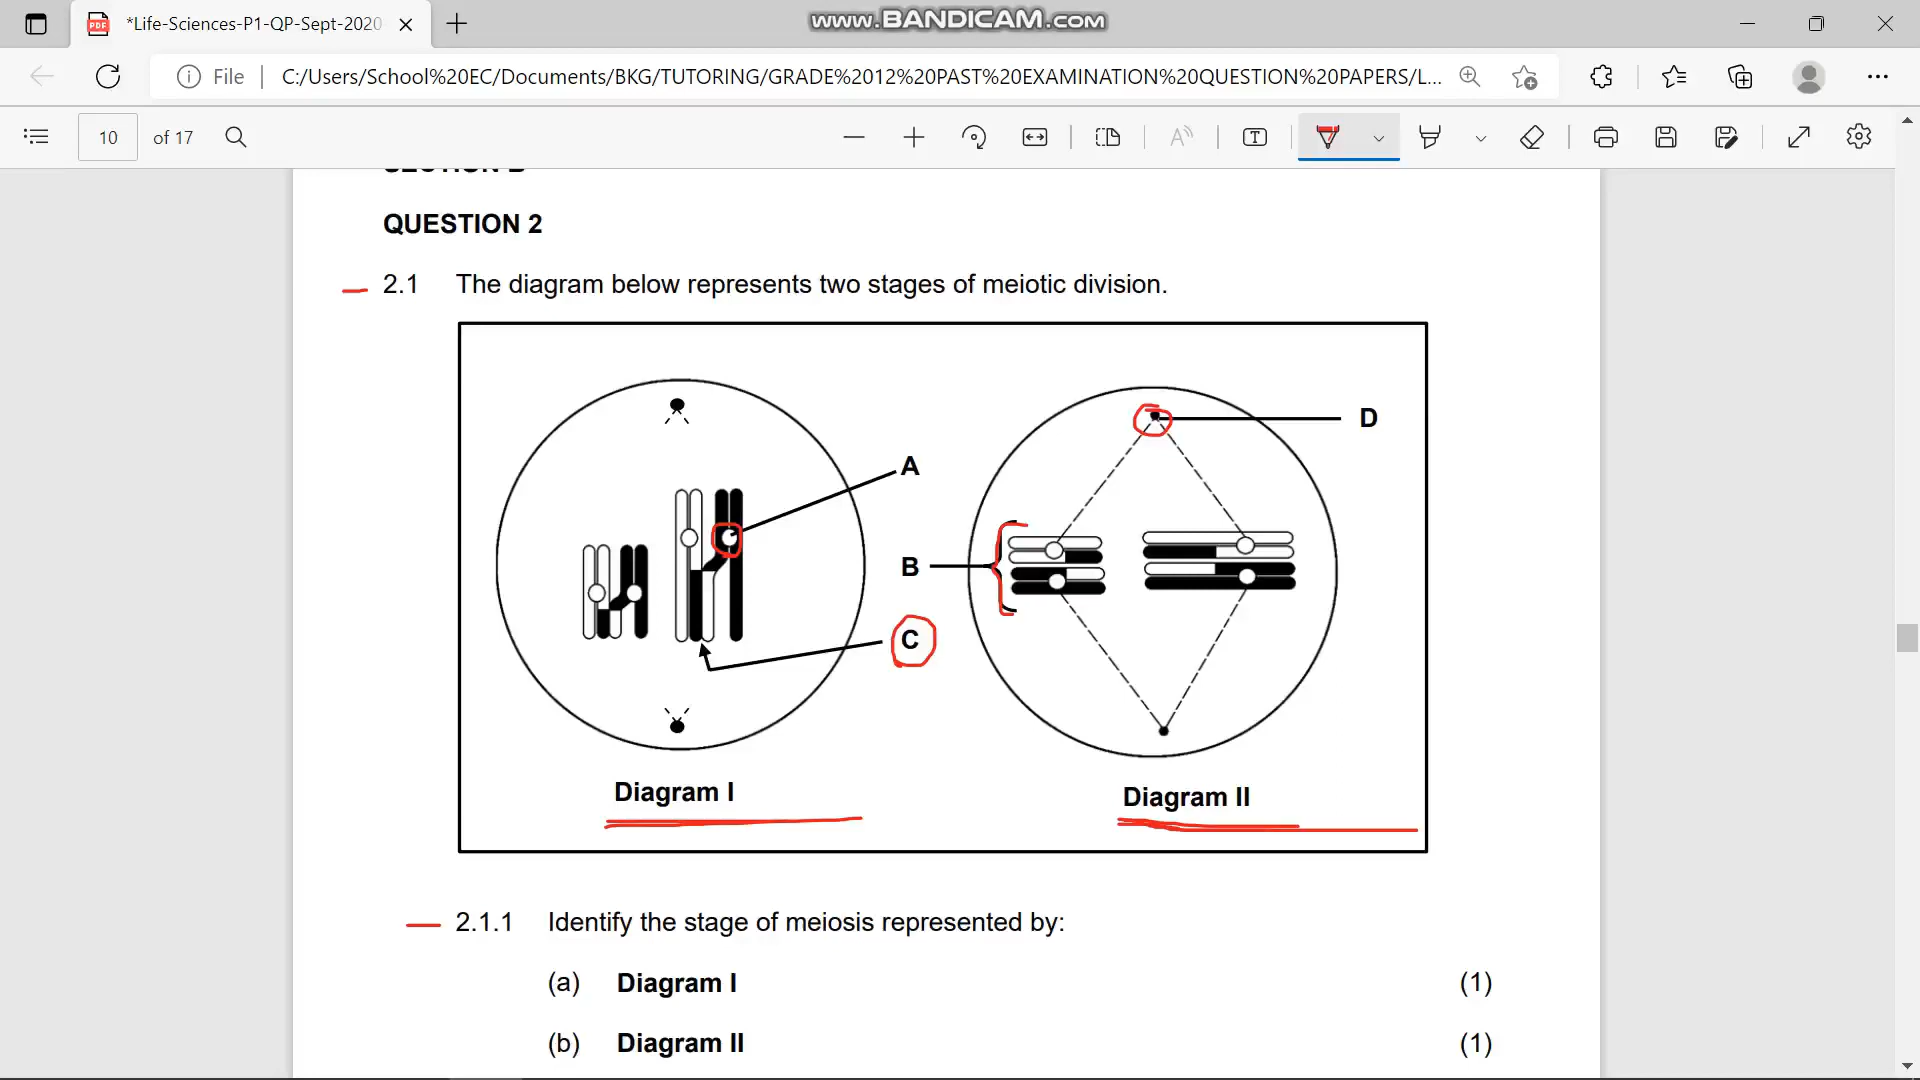 *Life-Sciences-P1-QP-Sept-2020
www.BANDICAM.com
File
C:/Users/School%20EC/Documents/BKG/TUTORING/GRADE%2012%20PAST%20EXAMINATION%20QUESTION%20PAPERS/L...
10 of 17
QUESTION 2
2.1 The diagram below represents two stages of meiotic division.
D
A
B
C
Diagram I
Diagram II
2.1.1 Identify the stage of meiosis represented by:
(a) Diagram I (1)
(b) Diagram II (1)